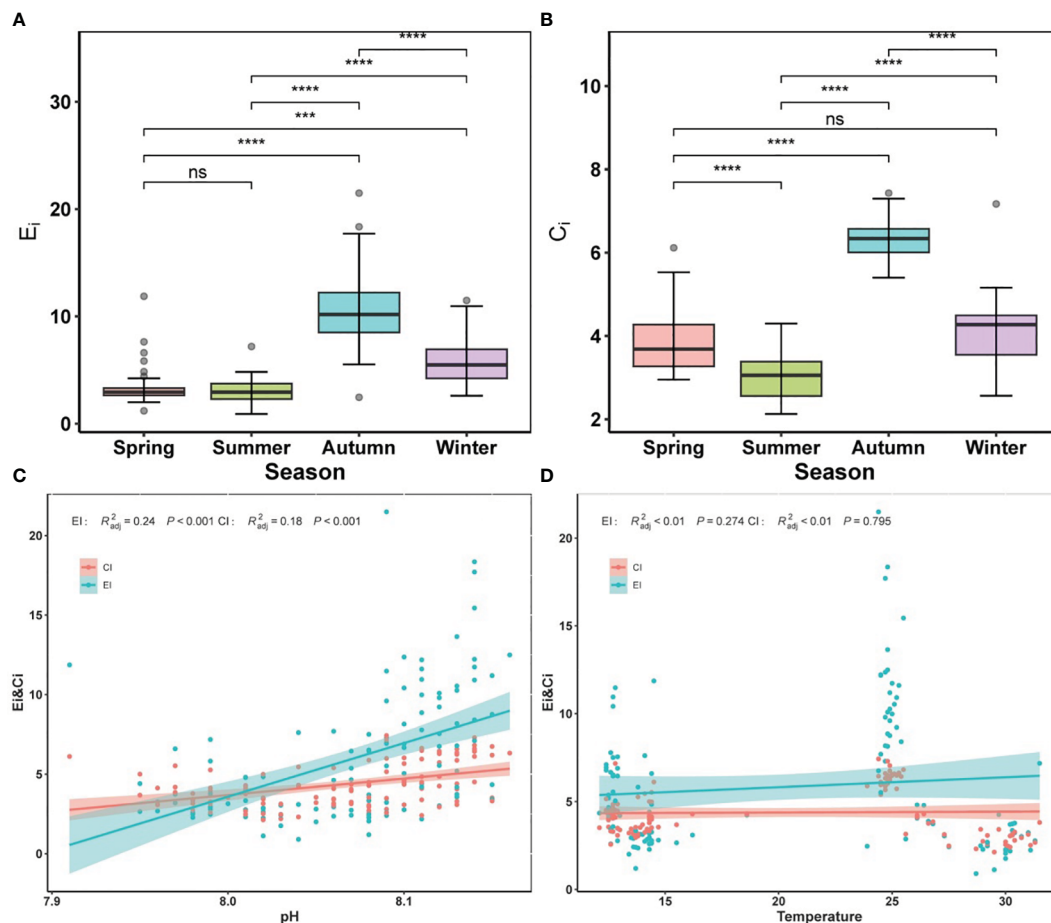 A
B
****
****
****
***
****
ns
30
20
10
0
Ei
Spring Summer Autumn Winter
Season
****
****
****
ns
****
****
10
8
6
4
2
Ci
Spring Summer Autumn Winter
Season
C
D
EI : R²adj = 0.24 P < 0.001 CI : R²adj = 0.18 P < 0.001
CI
EI
20
15
10
5
0
Ei&Ci
7.9 8.0 8.1
pH
EI : R²adj < 0.01 P = 0.274 CI : R²adj < 0.01 P = 0.795
CI
EI
20
15
10
5
0
Ei&Ci
15 20 25 30
Temperature